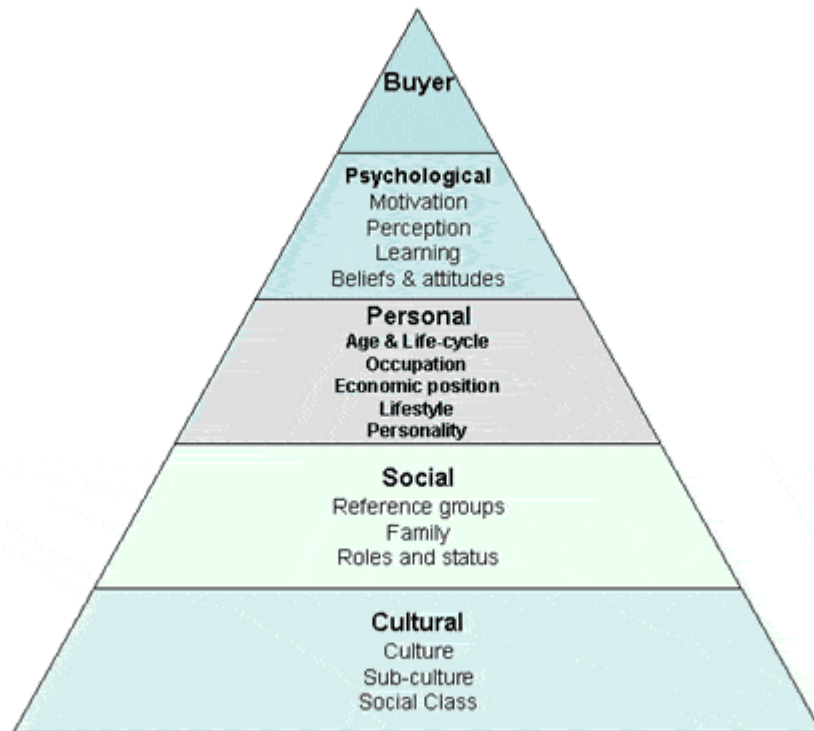 Buyer
Psychological
Motivation
Perception
Learning
Beliefs & attitudes
Personal
Age & Life-cycle
Occupation
Economic position
Lifestyle
Personality
Social
Reference groups
Family
Roles and status
Cultural
Culture
Sub-culture
Social Class